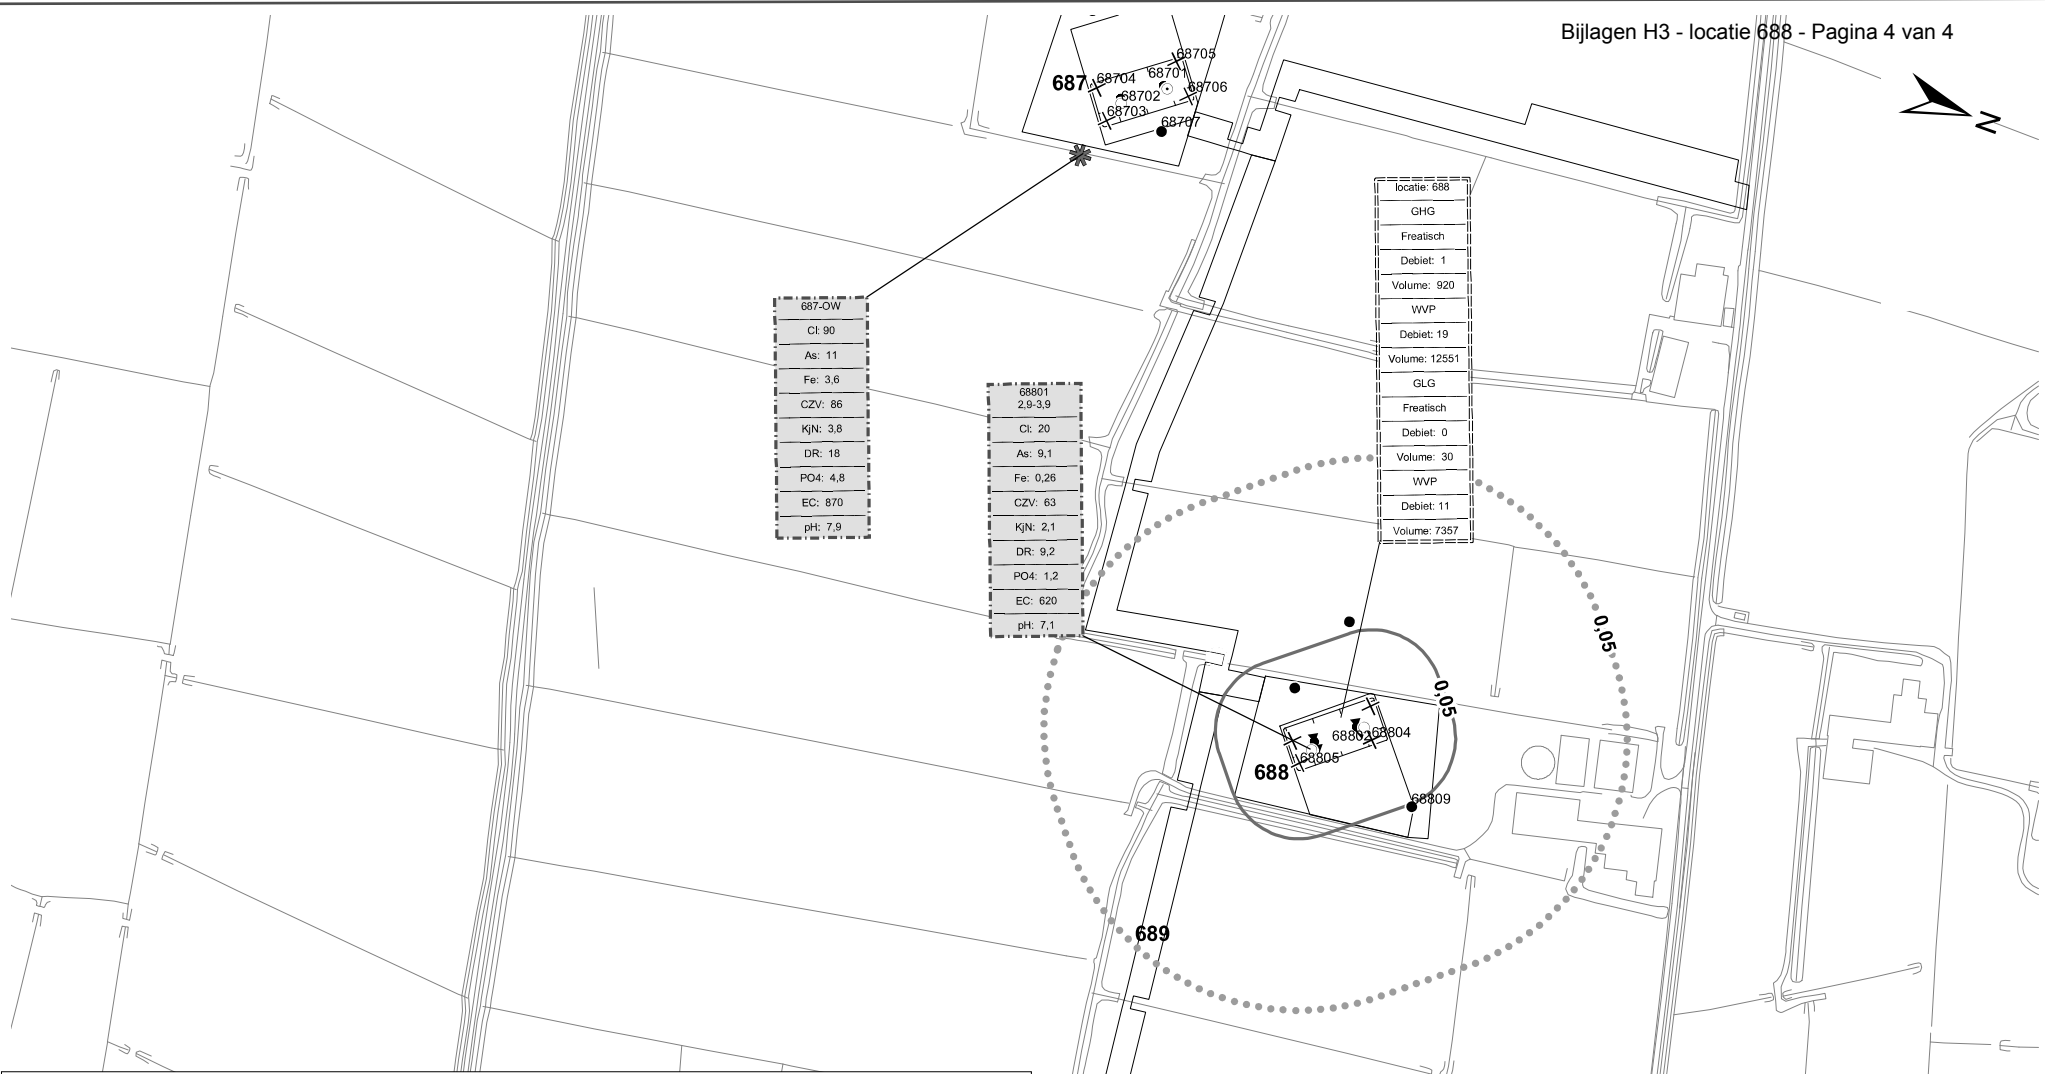 Bijlagen H3 - locatie 688 - Pagina 4 van 4
N
68705
68701
68704
687
68706
68702
68703
68707
locatie: 688
GHG
Freatisch
Debiet: 1
Volume: 920
WVP
Debiet: 19
Volume: 12551
GLG
Freatisch
Debiet: 0
Volume: 30
WVP
Debiet: 11
Volume: 7357
687-OW
Cl: 90
As: 11
Fe: 3,6
CZV: 86
KjN: 3,8
DR: 18
PO4: 4,8
EC: 870
pH: 7,9
68801
2,9-3,9
Cl: 20
As: 9,1
Fe: 0,26
CZV: 63
KjN: 2,1
DR: 9,2
PO4: 1,2
EC: 620
pH: 7,1
0,05
0,05
68804
68805
688
68809
689